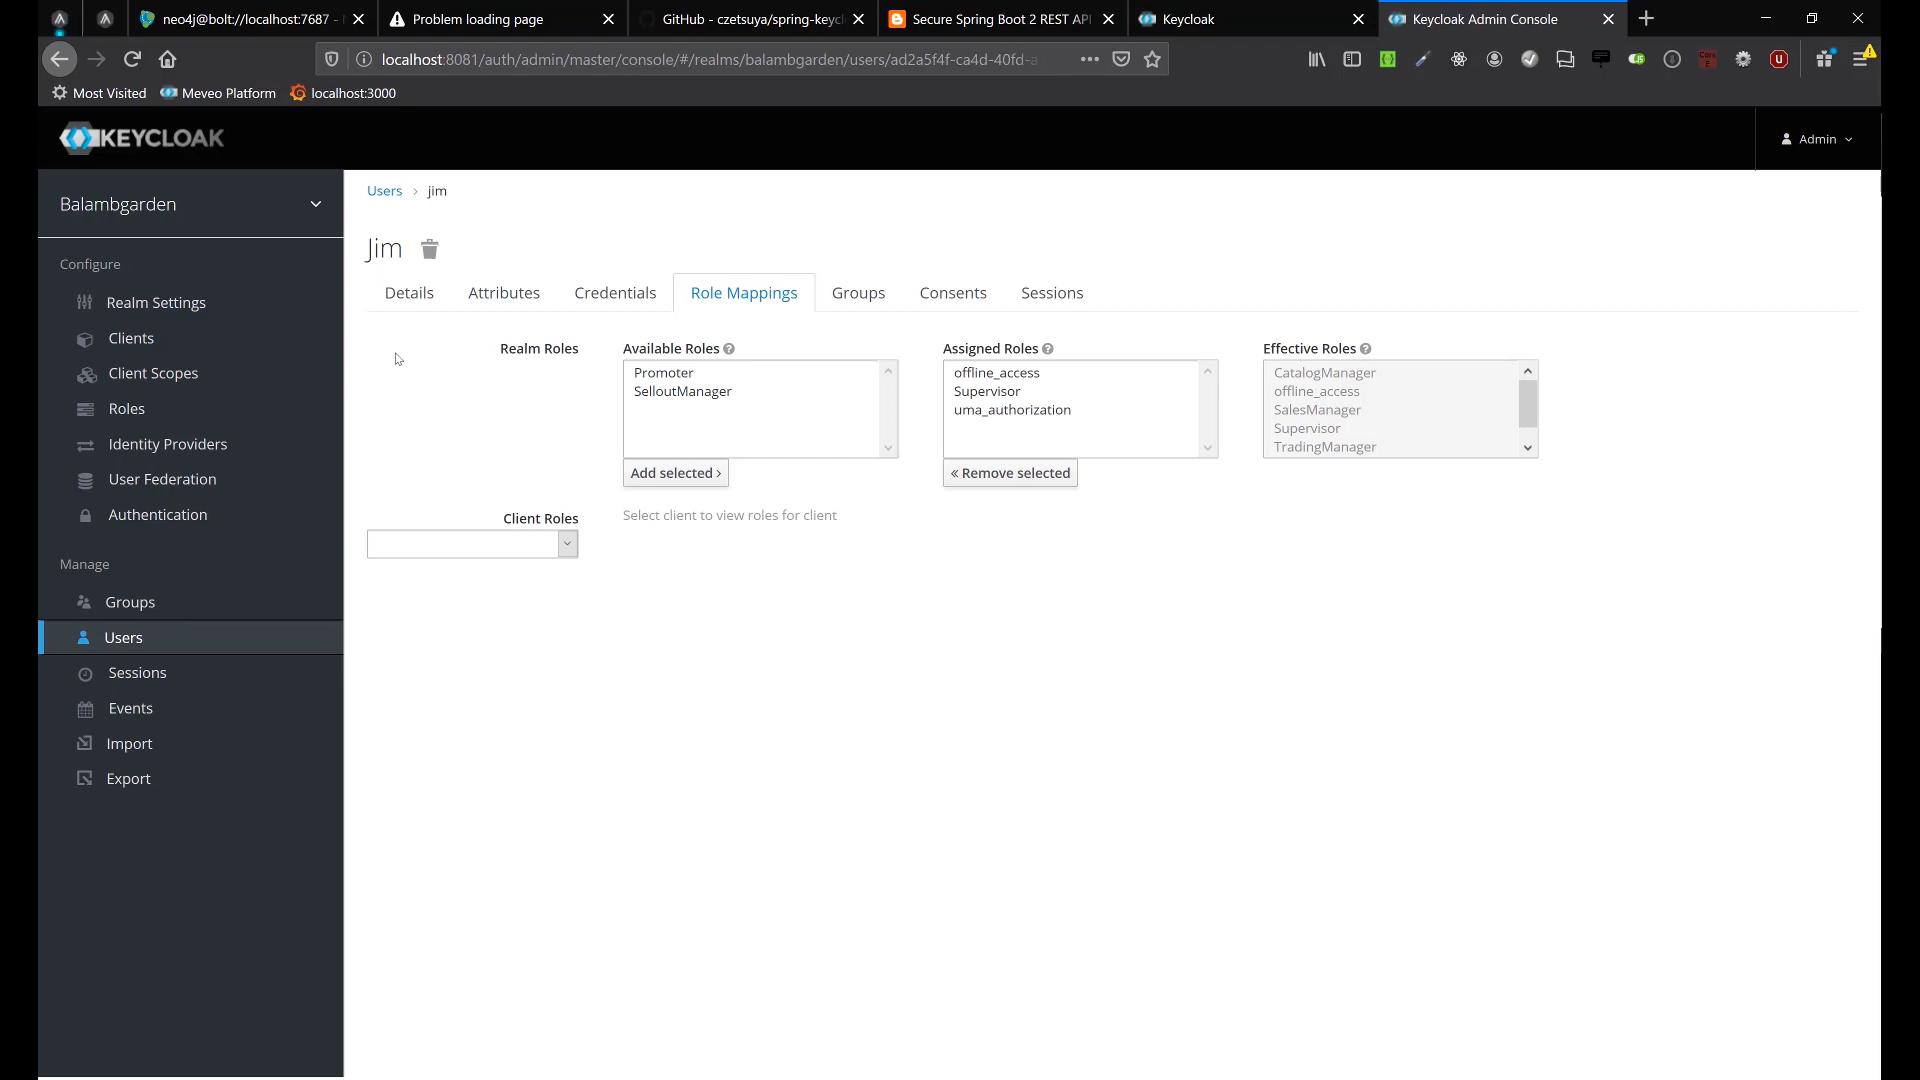 neo4j@bolt://localhost:7687 -
Problem loading page
GitHub - czetsuya/spring-keycl
Secure Spring Boot 2 REST API
Keycloak
Keycloak Admin Console
localhost:8081/auth/admin/master/console/#/realms/balambgarden/users/ad2a5f4f-ca4d-40fd-a
Most Visited
Meveo Platform
localhost:3000
KEYCLOAK
Admin
Balambgarden
Configure
Realm Settings
Clients
Client Scopes
Roles
Identity Providers
User Federation
Authentication
Manage
Groups
Users
Sessions
Events
Import
Export
Users > jim
Jim
Details
Attributes
Credentials
Role Mappings
Groups
Consents
Sessions
Realm Roles
Available Roles
Promoter
SelloutManager
Add selected ›
Assigned Roles
offline_access
Supervisor
uma_authorization
« Remove selected
Effective Roles
CatalogManager
offline_access
SalesManager
Supervisor
TradingManager
Client Roles
Select client to view roles for client